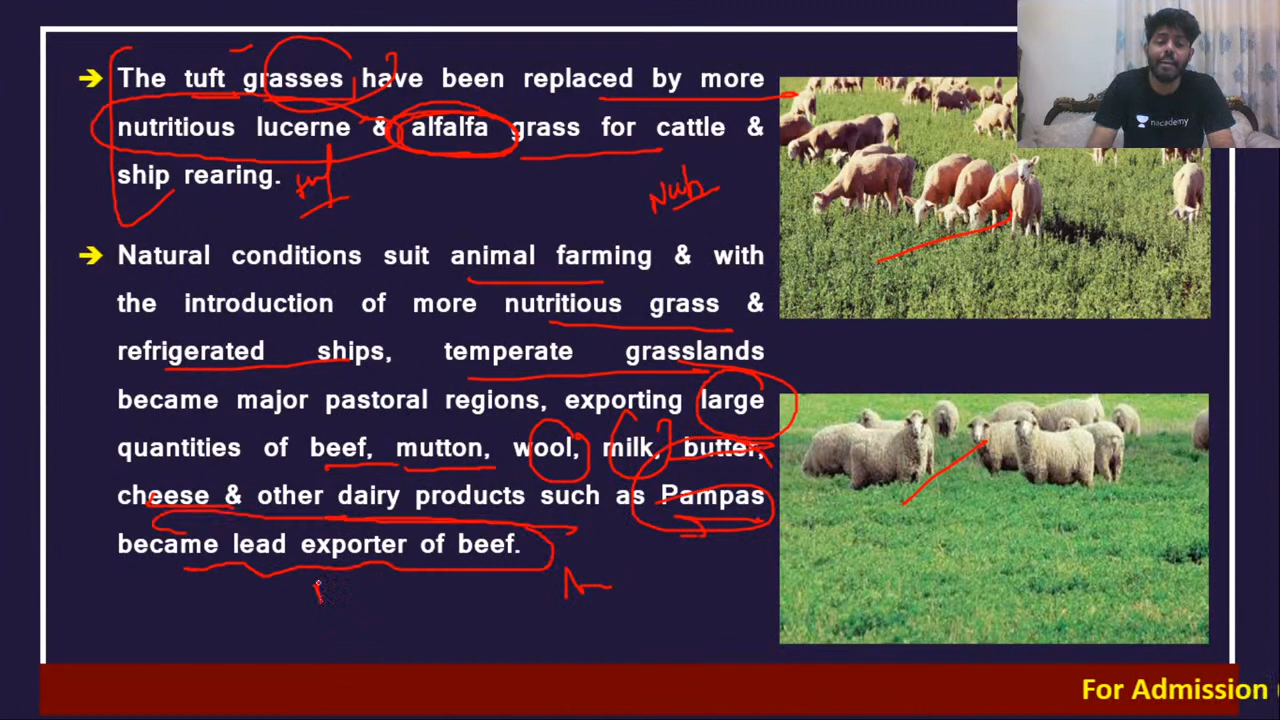 ➔ The tuft grasses have been replaced by more
nutritious lucerne & alfalfa grass for cattle &
ship rearing.
➔ Natural conditions suit animal farming & with
the introduction of more nutritious grass &
refrigerated ships, temperate grasslands
became major pastoral regions, exporting large
quantities of beef, mutton, wool, milk, butter,
cheese & other dairy products such as Pampas
became lead exporter of beef.
unacademy
For Admission